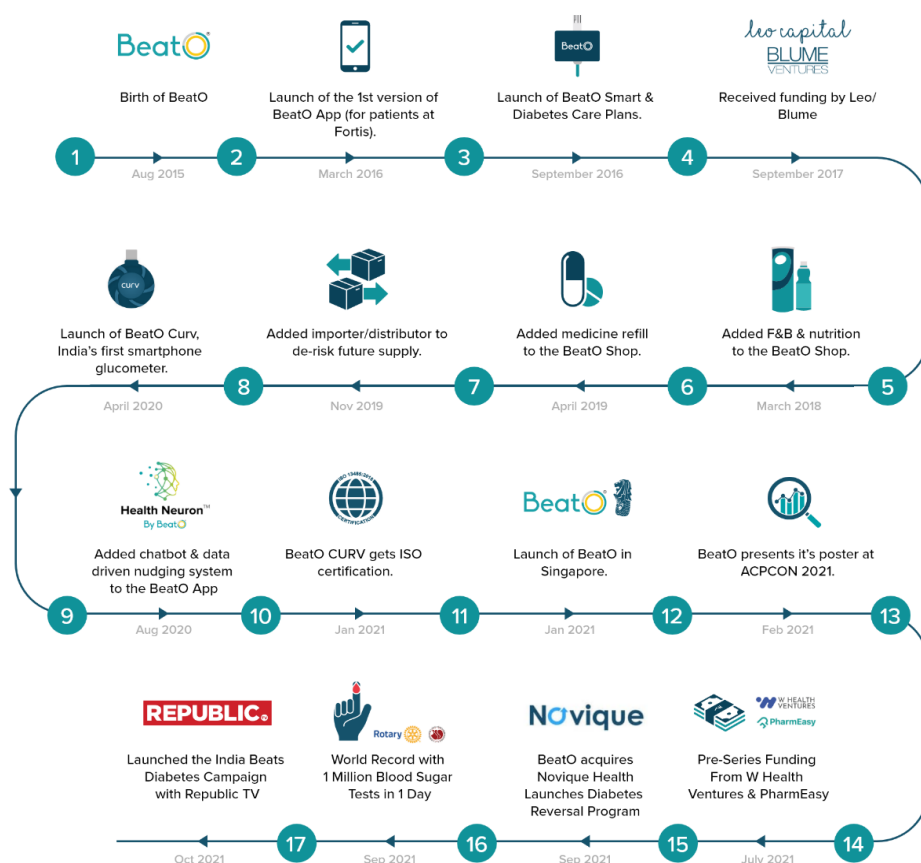 BeatO
Birth of BeatO
1
Aug 2015
Launch of the 1st version of
BeatO App (for patients at
Fortis).
2
March 2016
BeatO
Launch of BeatO Smart &
Diabetes Care Plans.
3
September 2016
leo capital
BLUME
VENTURES
Received funding by Leo/
Blume
4
September 2017
Added F&B & nutrition
to the BeatO Shop.
5
March 2018
Added medicine refill
to the BeatO Shop.
6
April 2019
Added importer/distributor to
de-risk future supply.
7
Nov 2019
curv
Launch of BeatO Curv,
India's first smartphone
glucometer.
8
April 2020
Health Neuron™
By BeatO
Added chatbot & data
driven nudging system
to the BeatO App
9
Aug 2020
ISO 13485:2016
CERTIFICATION
BeatO CURV gets ISO
certification.
10
Jan 2021
BeatO
Launch of BeatO in
Singapore.
11
Jan 2021
BeatO presents it's poster at
ACPCON 2021.
12
Feb 2021
13
W HEALTH
VENTURES
PharmEasy
Pre-Series Funding
From W Health
Ventures & PharmEasy
14
July 2021
Novique
BeatO acquires
Novique Health
Launches Diabetes
Reversal Program
15
Sep 2021
Rotary
World Record with
1 Million Blood Sugar
Tests in 1 Day
16
Sep 2021
REPUBLIC.
Launched the India Beats
Diabetes Campaign
with Republic TV
17
Oct 2021